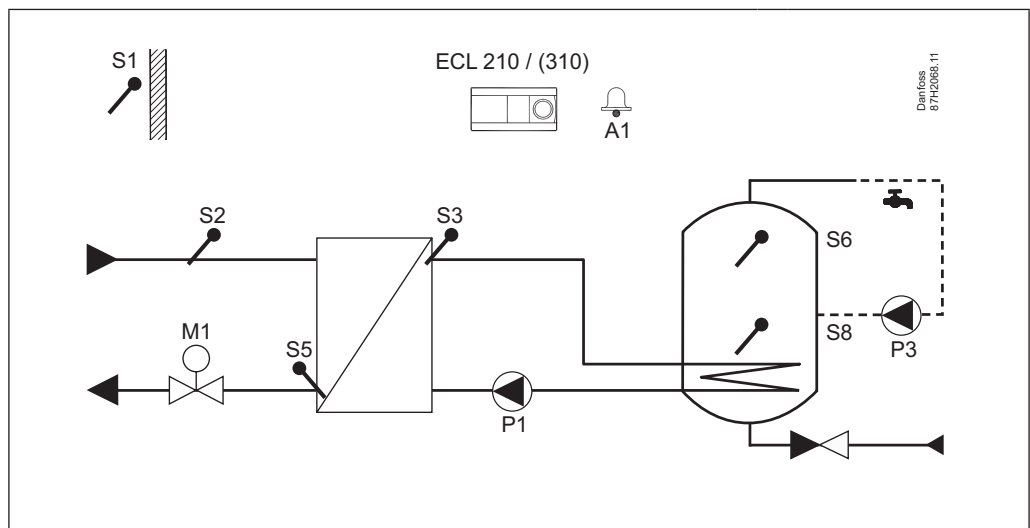 S1
ECL 210 / (310)
A1
Danfoss
87H2068.11
S2
S3
S6
M1
S5
S8
P3
P1